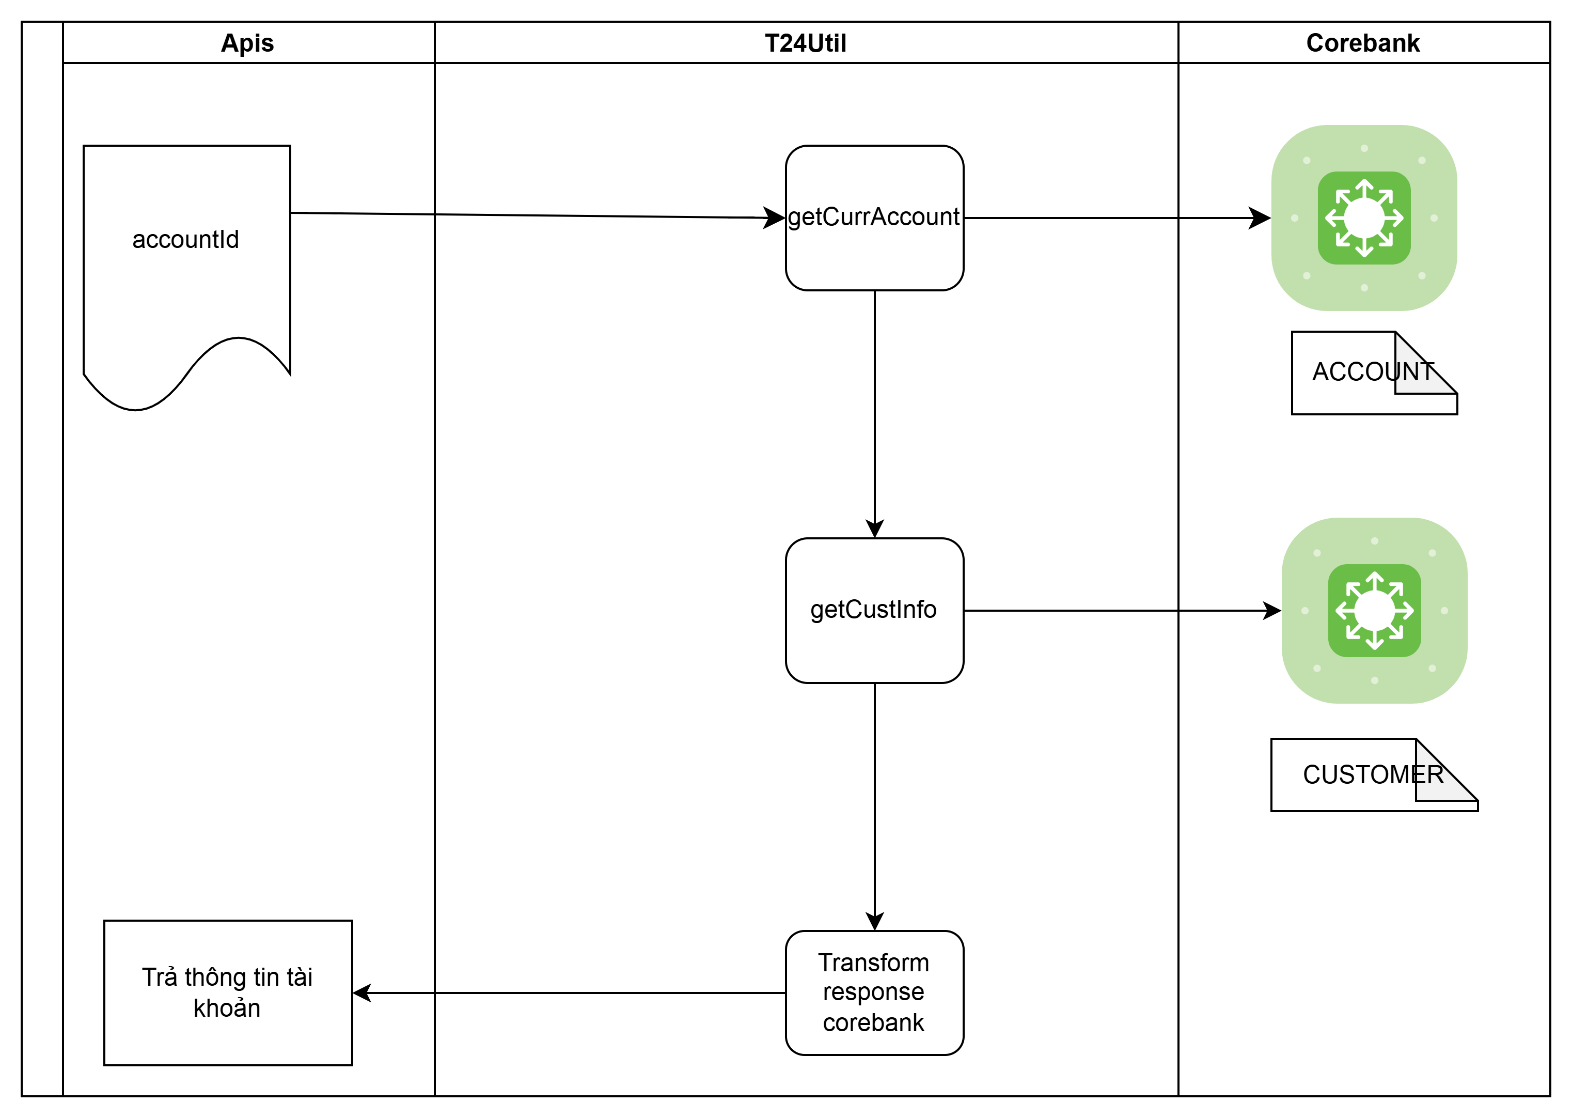 Apis
T24Util
Corebank
accountId
getCurrAccount
ACCOUNT
getCustInfo
CUSTOMER
Trả thông tin tài
khoản
Transform
response
corebank